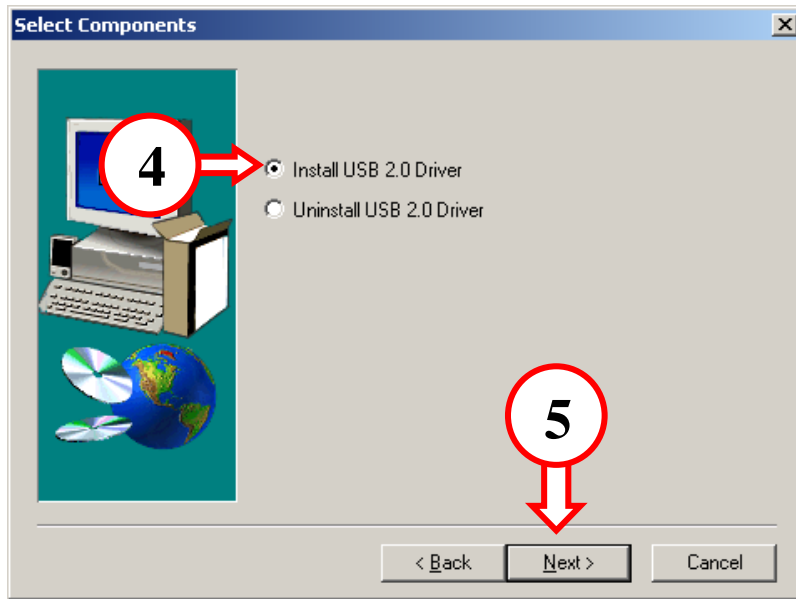 Select Components
4
Install USB 2.0 Driver
Uninstall USB 2.0 Driver
5
< Back
Next >
Cancel